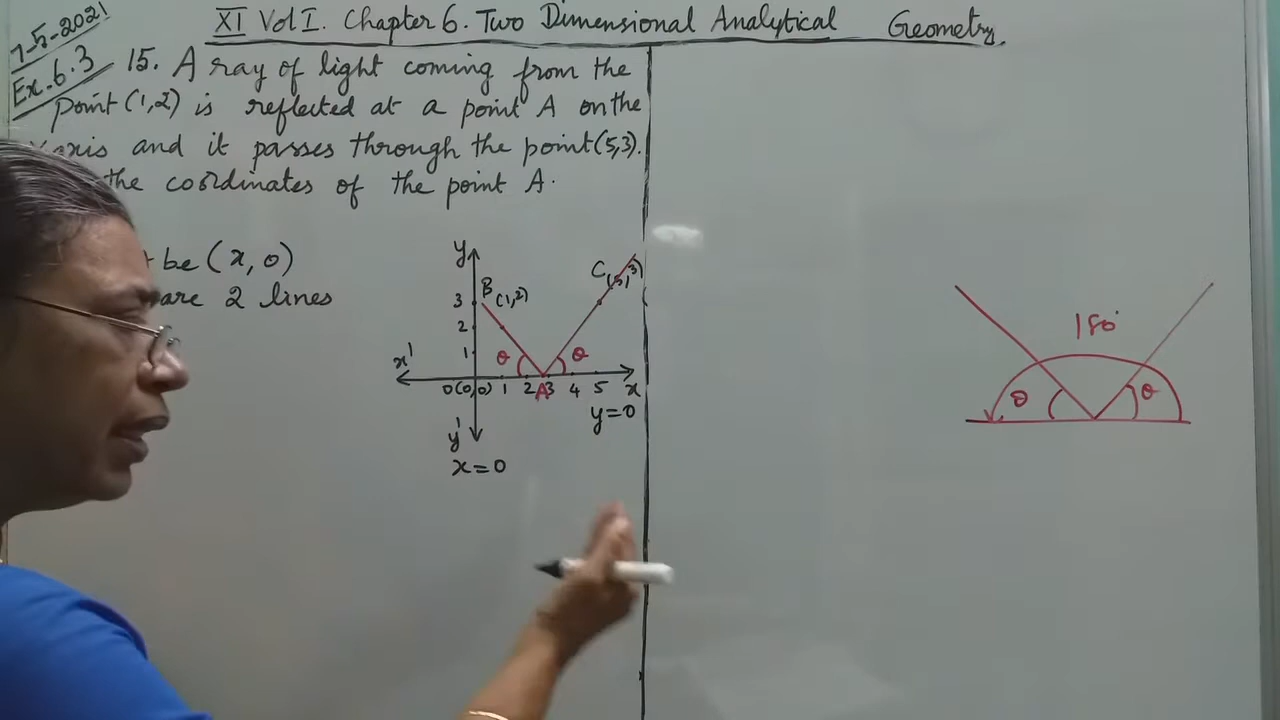 7-5-2021
XI Vol I. Chapter 6. Two Dimensional Analytical Geometry.
Ex. 6.3
15. A ray of light coming from the
Point (1,2) is reflected at a point A on the
axis and it passes through the point (5,3).
the coordinates of the point A.
be (x, 0)
are 2 lines
y
B (1,2)
C (5,3)
3
2
1
θ θ
x'
0(0,0) 1 2 A 3 4 5 x
y=0
y'
x=0
180°
θ θ